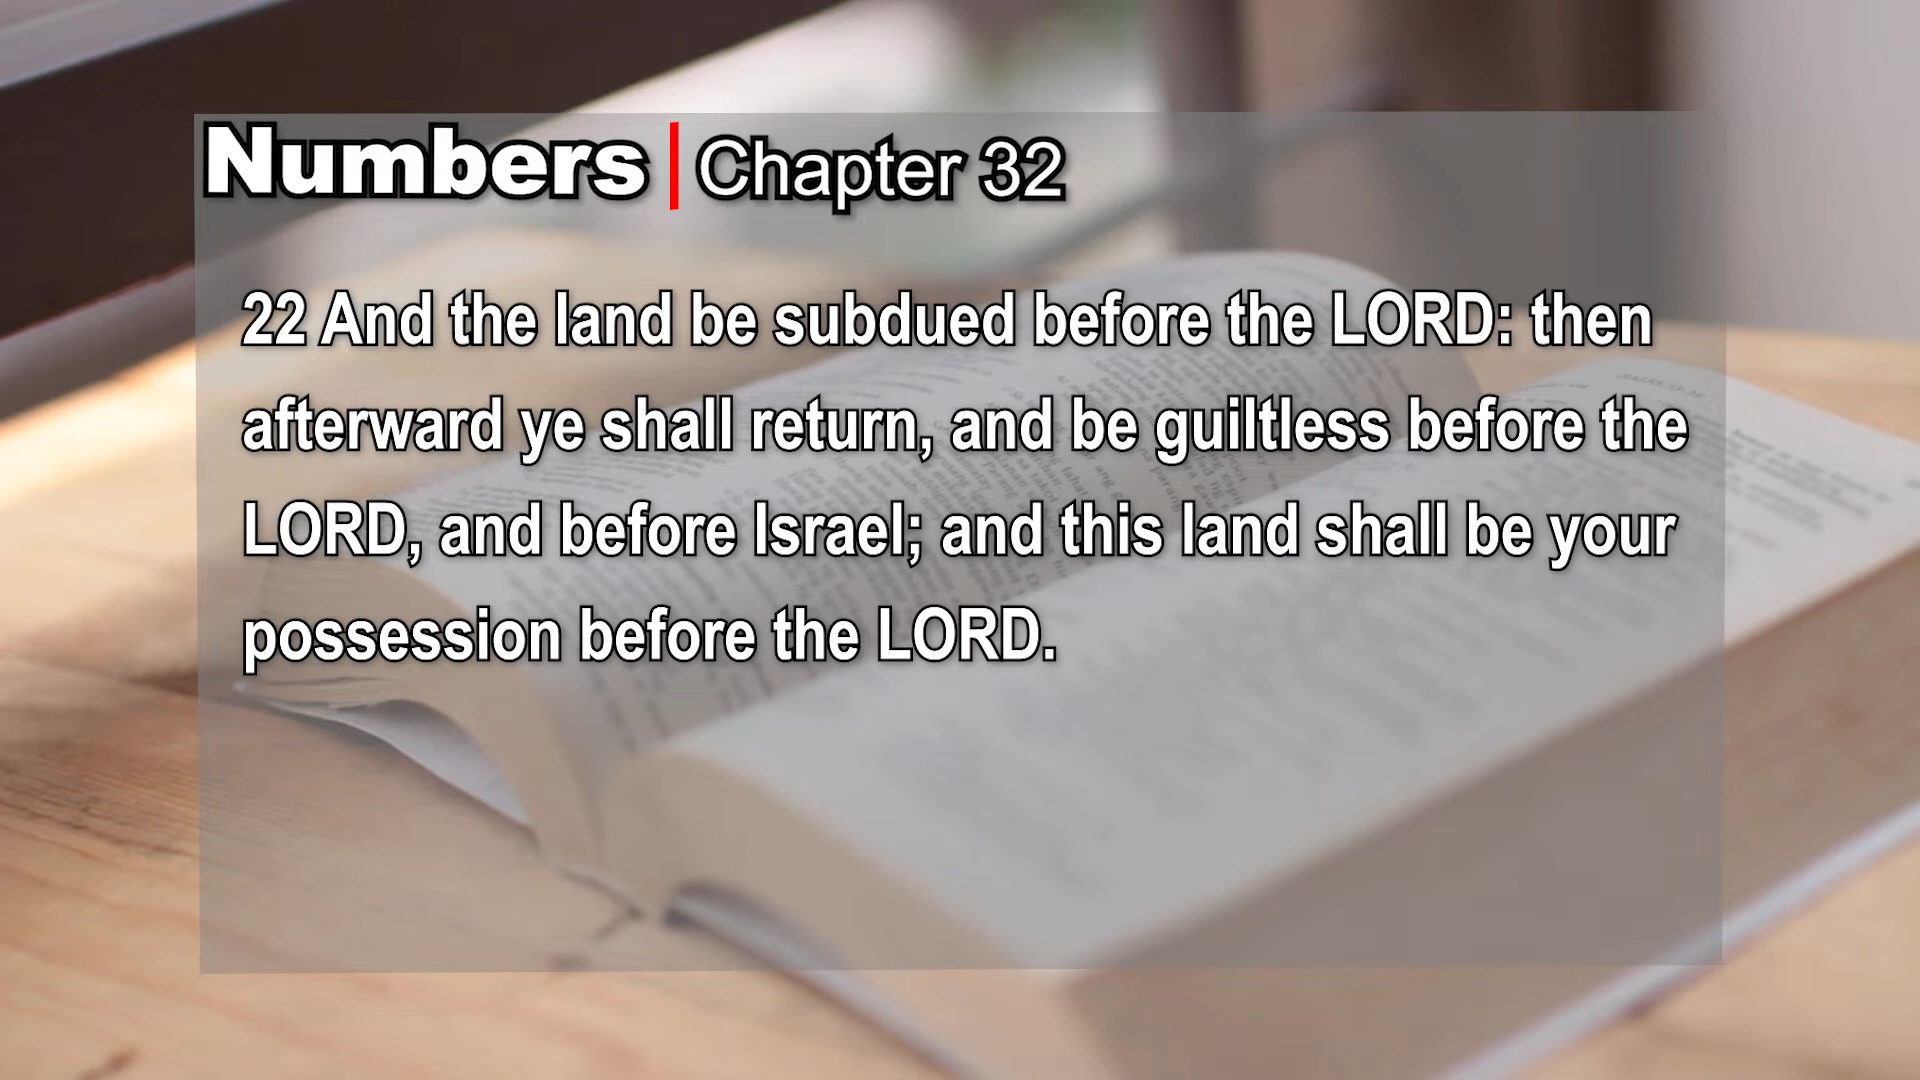 Numbers | Chapter 32
22 And the land be subdued before the LORD: then
afterward ye shall return, and be guiltless before the
LORD, and before Israel; and this land shall be your
possession before the LORD.